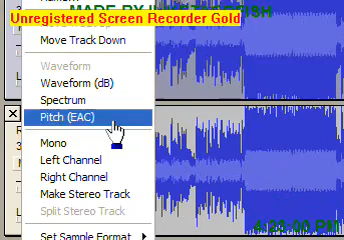 Unregistered Screen Recorder Gold
Move Track Down
Waveform
Waveform (dB)
Spectrum
Pitch (EAC)
Mono
Left Channel
Right Channel
Make Stereo Track
Split Stereo Track
Set Sample Format
4:23:00 PM